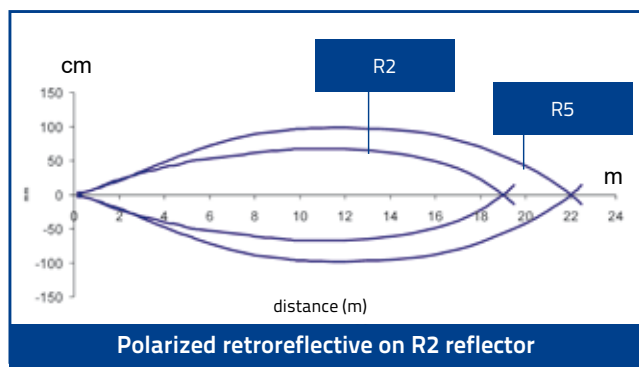 cm
R2
150
R5
100
50
m
0
0 2 4 6 8 10 12 14 16 18 20 22 24
-50
-100
-150
distance (m)
Polarized retroreflective on R2 reflector